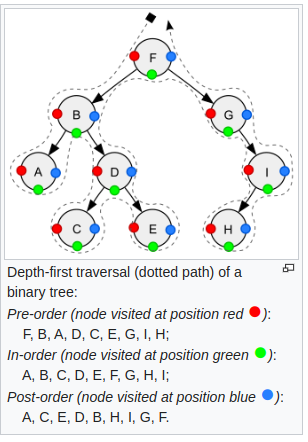 F
B
G
A
D
I
C
E
H
Depth-first traversal (dotted path) of a
binary tree:
Pre-order (node visited at position red ):
F, B, A, D, C, E, G, I, H;
In-order (node visited at position green ):
A, B, C, D, E, F, G, H, I;
Post-order (node visited at position blue ):
A, C, E, D, B, H, I, G, F.